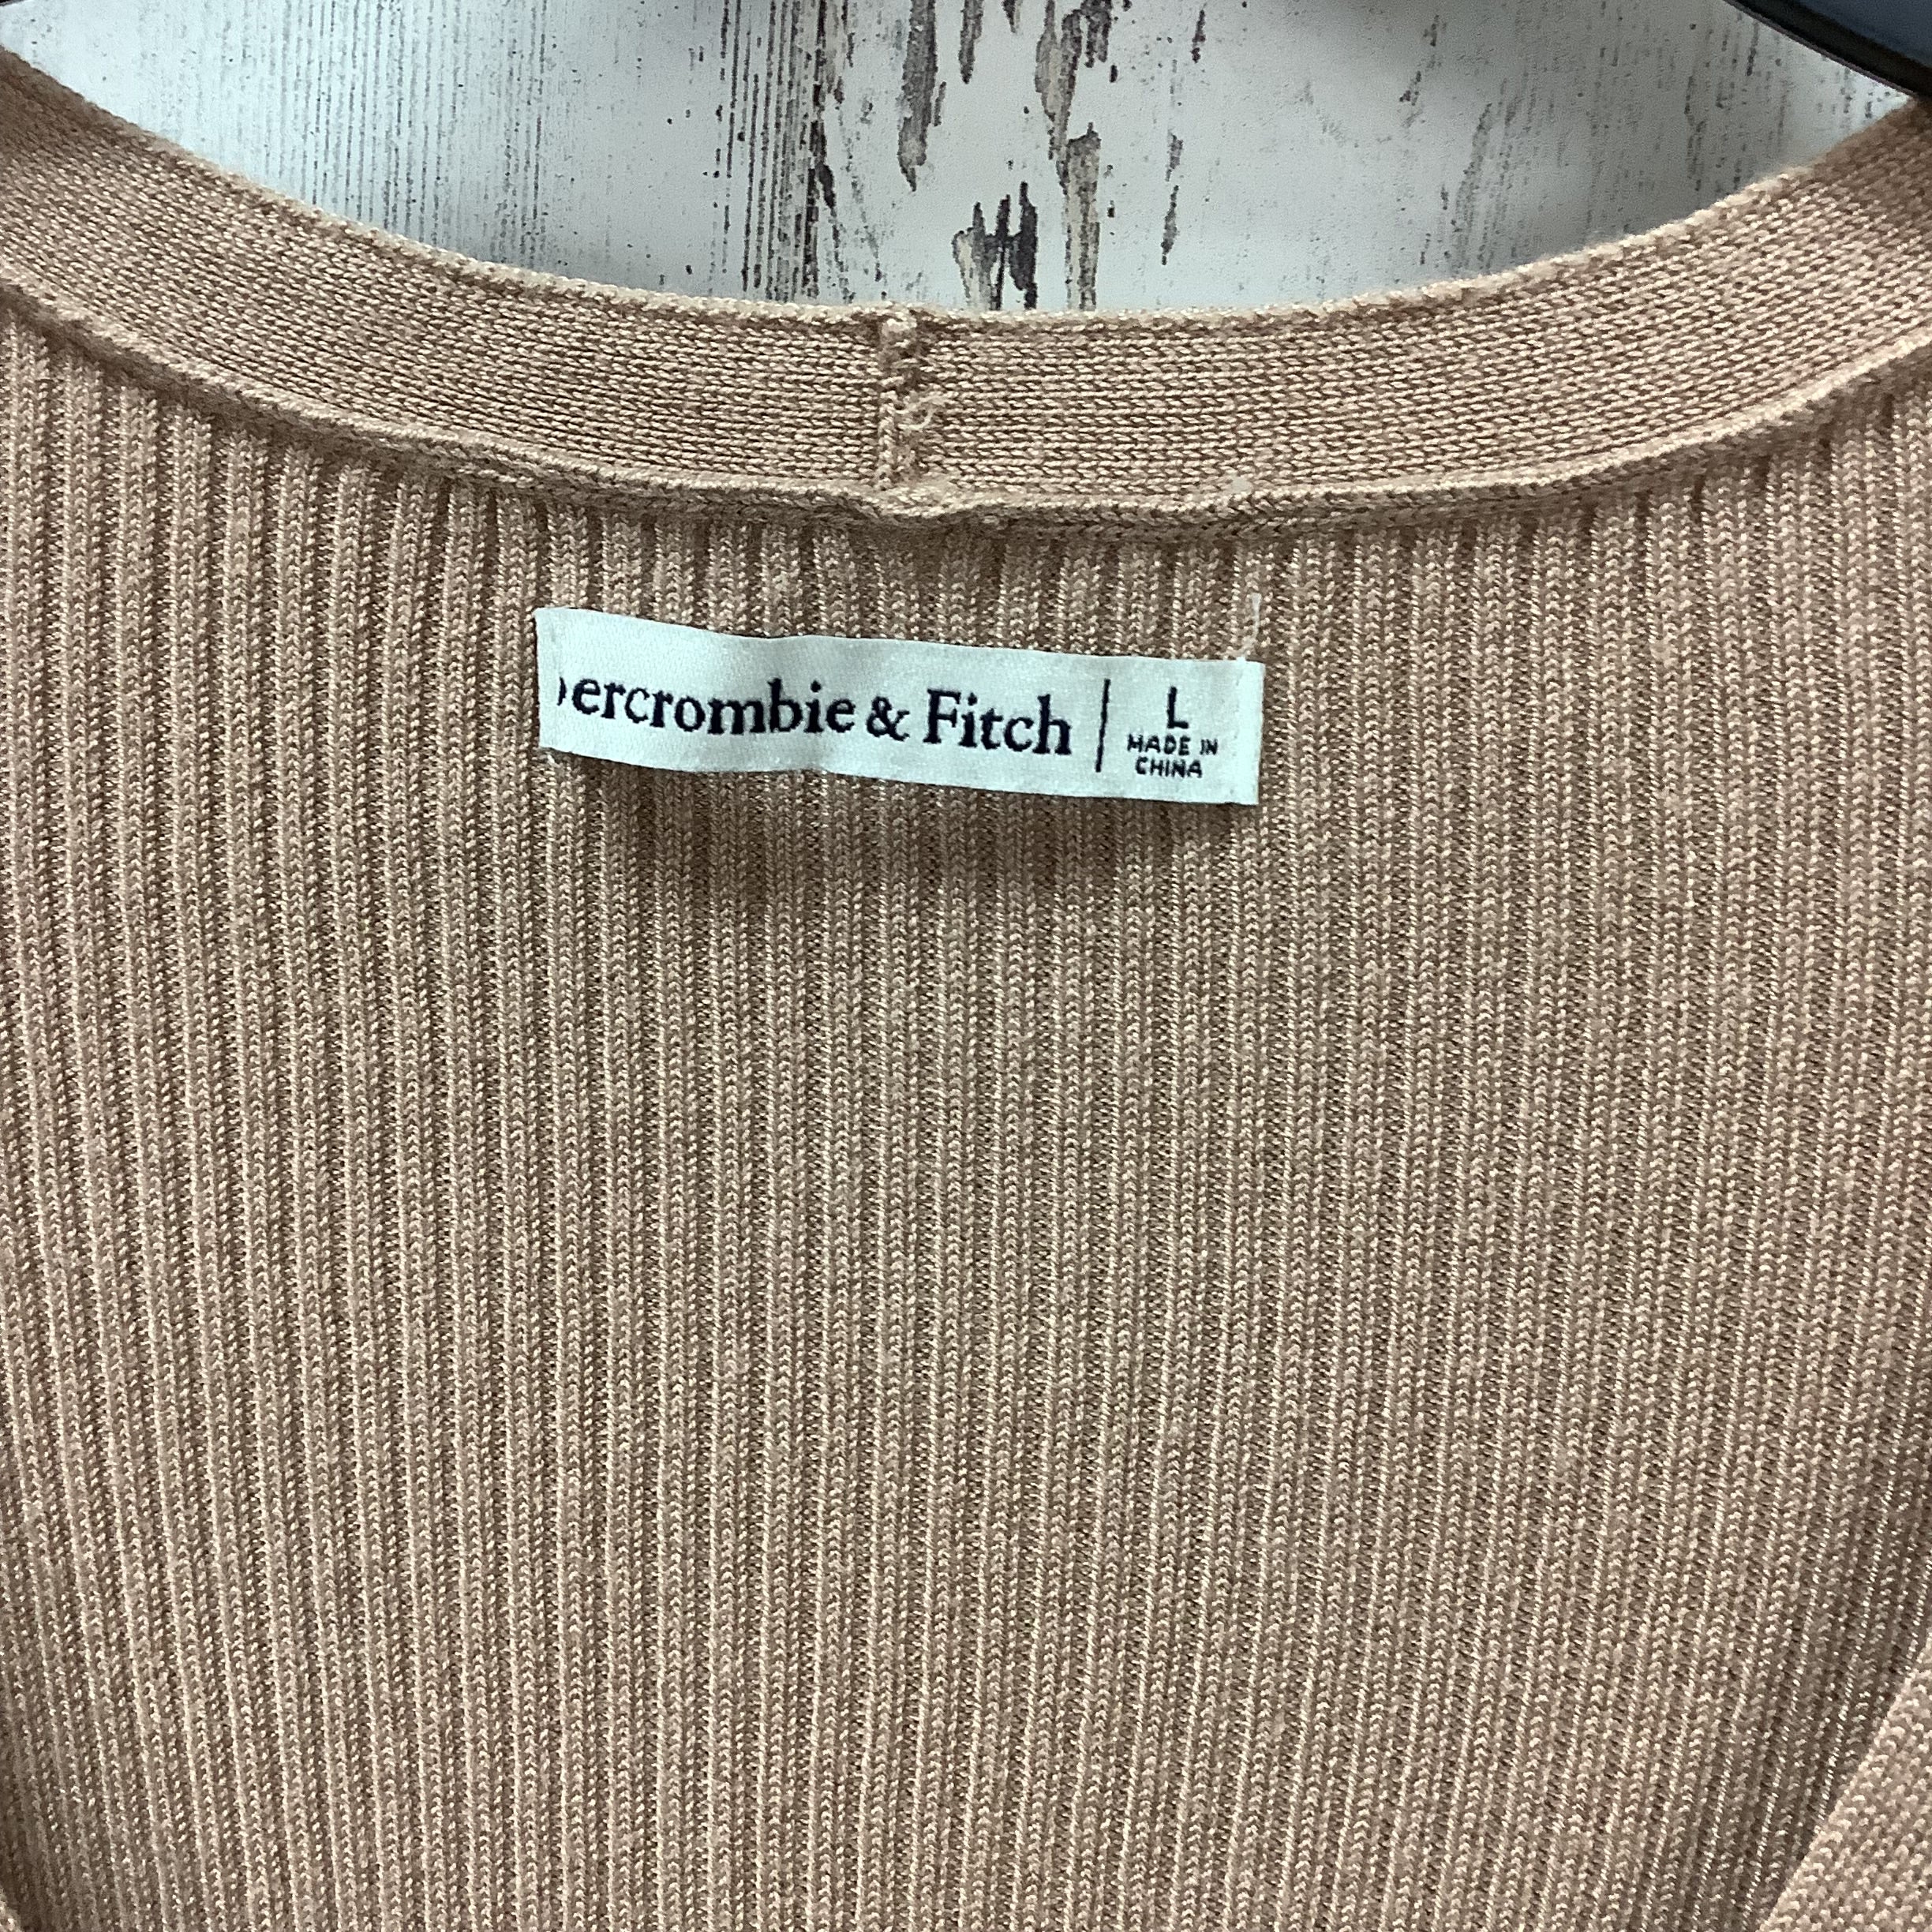 ercrombie & Fitch | L
MADE IN
CHINA